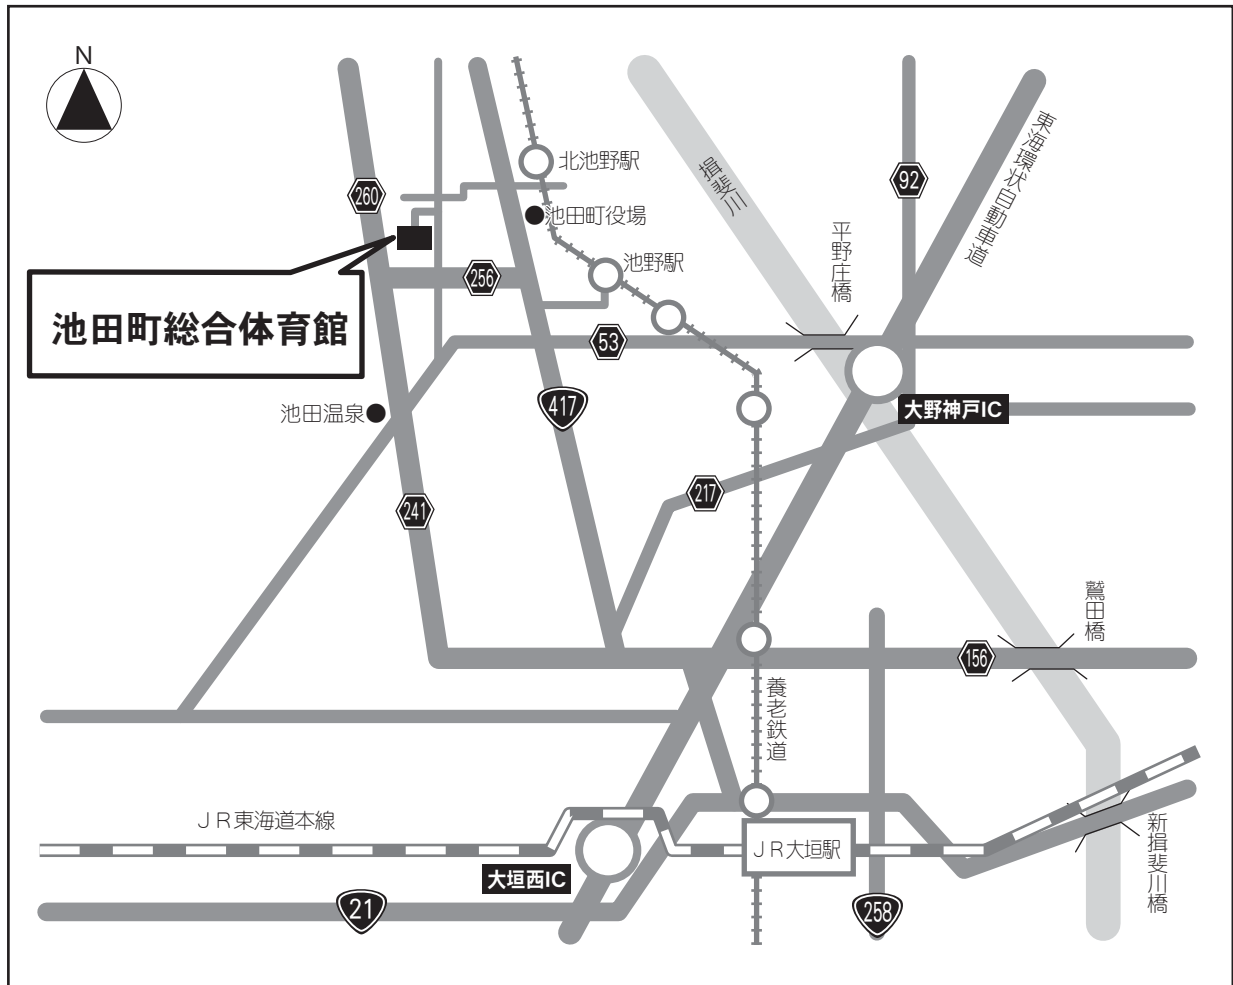 N
北池野駅
260
92
東海環状自動車道
揖斐川
池田町役場
平野庄橋
池野駅
256
池田町総合体育館
53
池田温泉
417
大野神戸IC
217
241
鷲田橋
156
養老鉄道
JR東海道本線
JR大垣駅
新揖斐川橋
大垣西IC
21
258